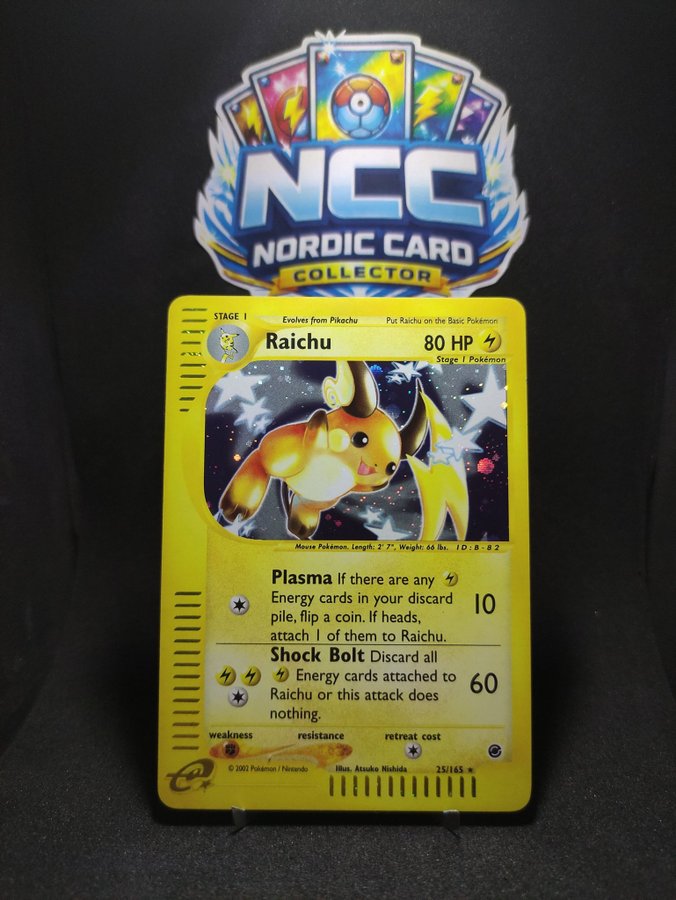 NCC
NORDIC CARD
COLLECTOR
STAGE 1 Evolves from Pikachu Put Raichu on the Basic Pokémon
Raichu 80 HP
Stage 1 Pokémon
Mouse Pokémon. Length: 2' 7", Weight: 66 lbs. ID:B-82
Plasma If there are any
Energy cards in your discard
pile, flip a coin. If heads,
attach 1 of them to Raichu.
10
Shock Bolt Discard all
Energy cards attached to
Raichu or this attack does
nothing.
60
weakness resistance retreat cost
e
© 2002 Pokémon / Nintendo Illus. Atsuko Nishida 25/165 ★